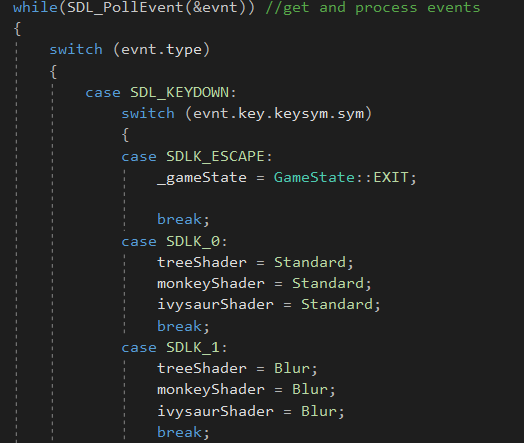 while(SDL_PollEvent(&evnt)) //get and process events
{
switch (evnt.type)
{
case SDL_KEYDOWN:
switch (evnt.key.keysym.sym)
{
case SDLK_ESCAPE:
_gameState = GameState::EXIT;
break;
case SDLK_0:
treeShader = Standard;
monkeyShader = Standard;
ivysaurShader = Standard;
break;
case SDLK_1:
treeShader = Blur;
monkeyShader = Blur;
ivysaurShader = Blur;
break;